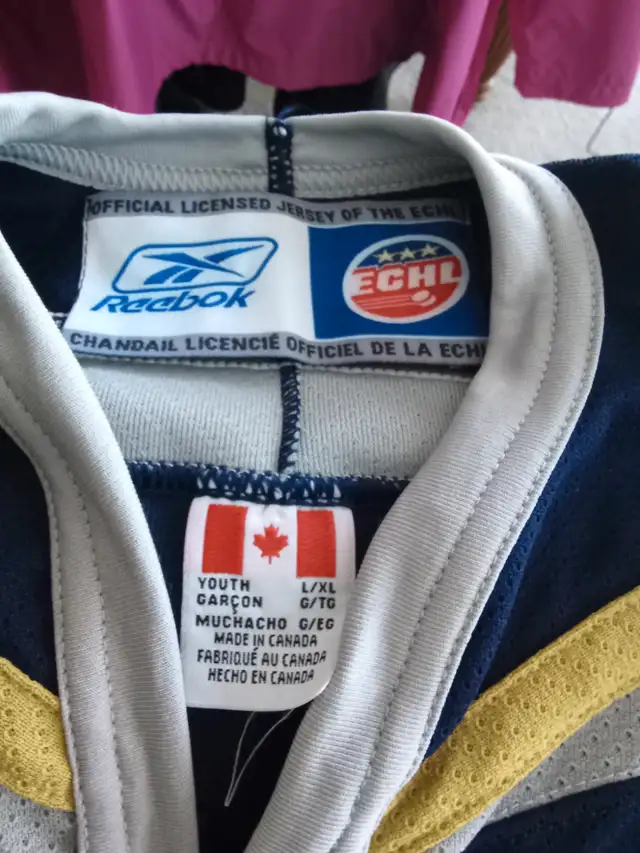 OFFICIAL LICENSED JERSEY OF THE ECHL
Reebok
ECHL
CHANDAIL LICENCIÉ OFFICIEL DE LA ECHL
YOUTH L/XL
GARÇON G/TG
MUCHACHO G/EG
MADE IN CANADA
FABRIQUÉ AU CANADA
HECHO EN CANADA